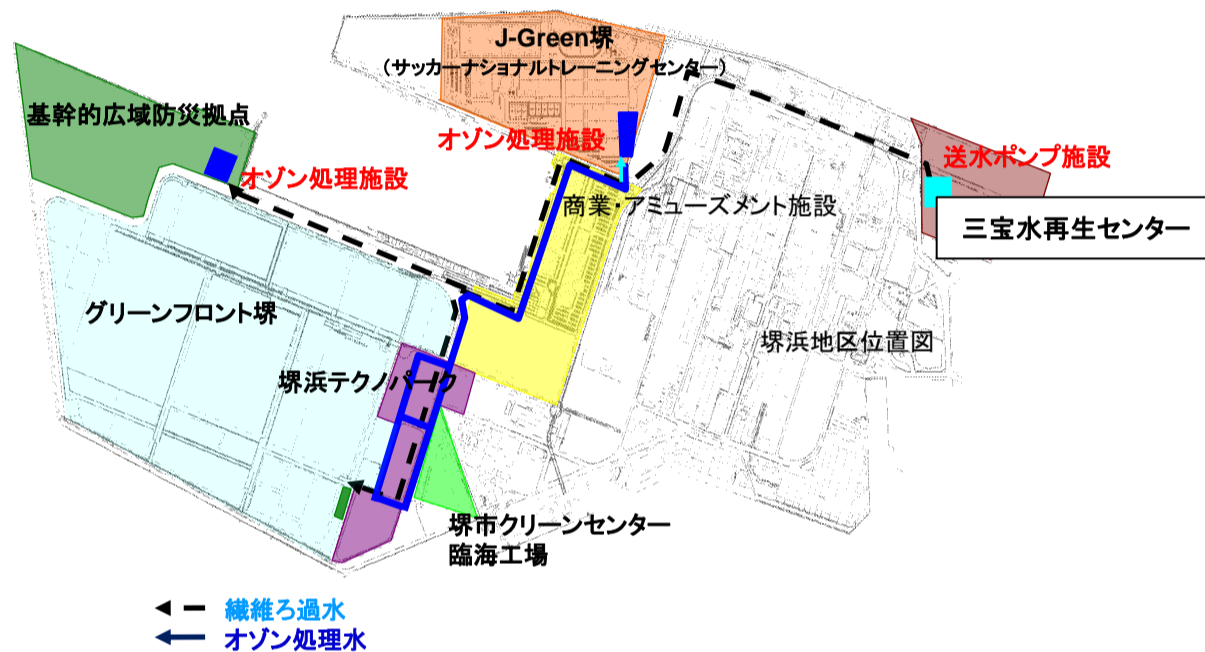 J-Green堺
（サッカーナショナルトレーニングセンター）
基幹的広域防災拠点
オゾン処理施設
送水ポンプ施設
オゾン処理施設
商業・アミューズメント施設
三宝水再生センター
グリーンフロント堺
堺浜地区位置図
堺浜テクノパーク
堺市クリーンセンター
臨海工場
繊維ろ過水
オゾン処理水